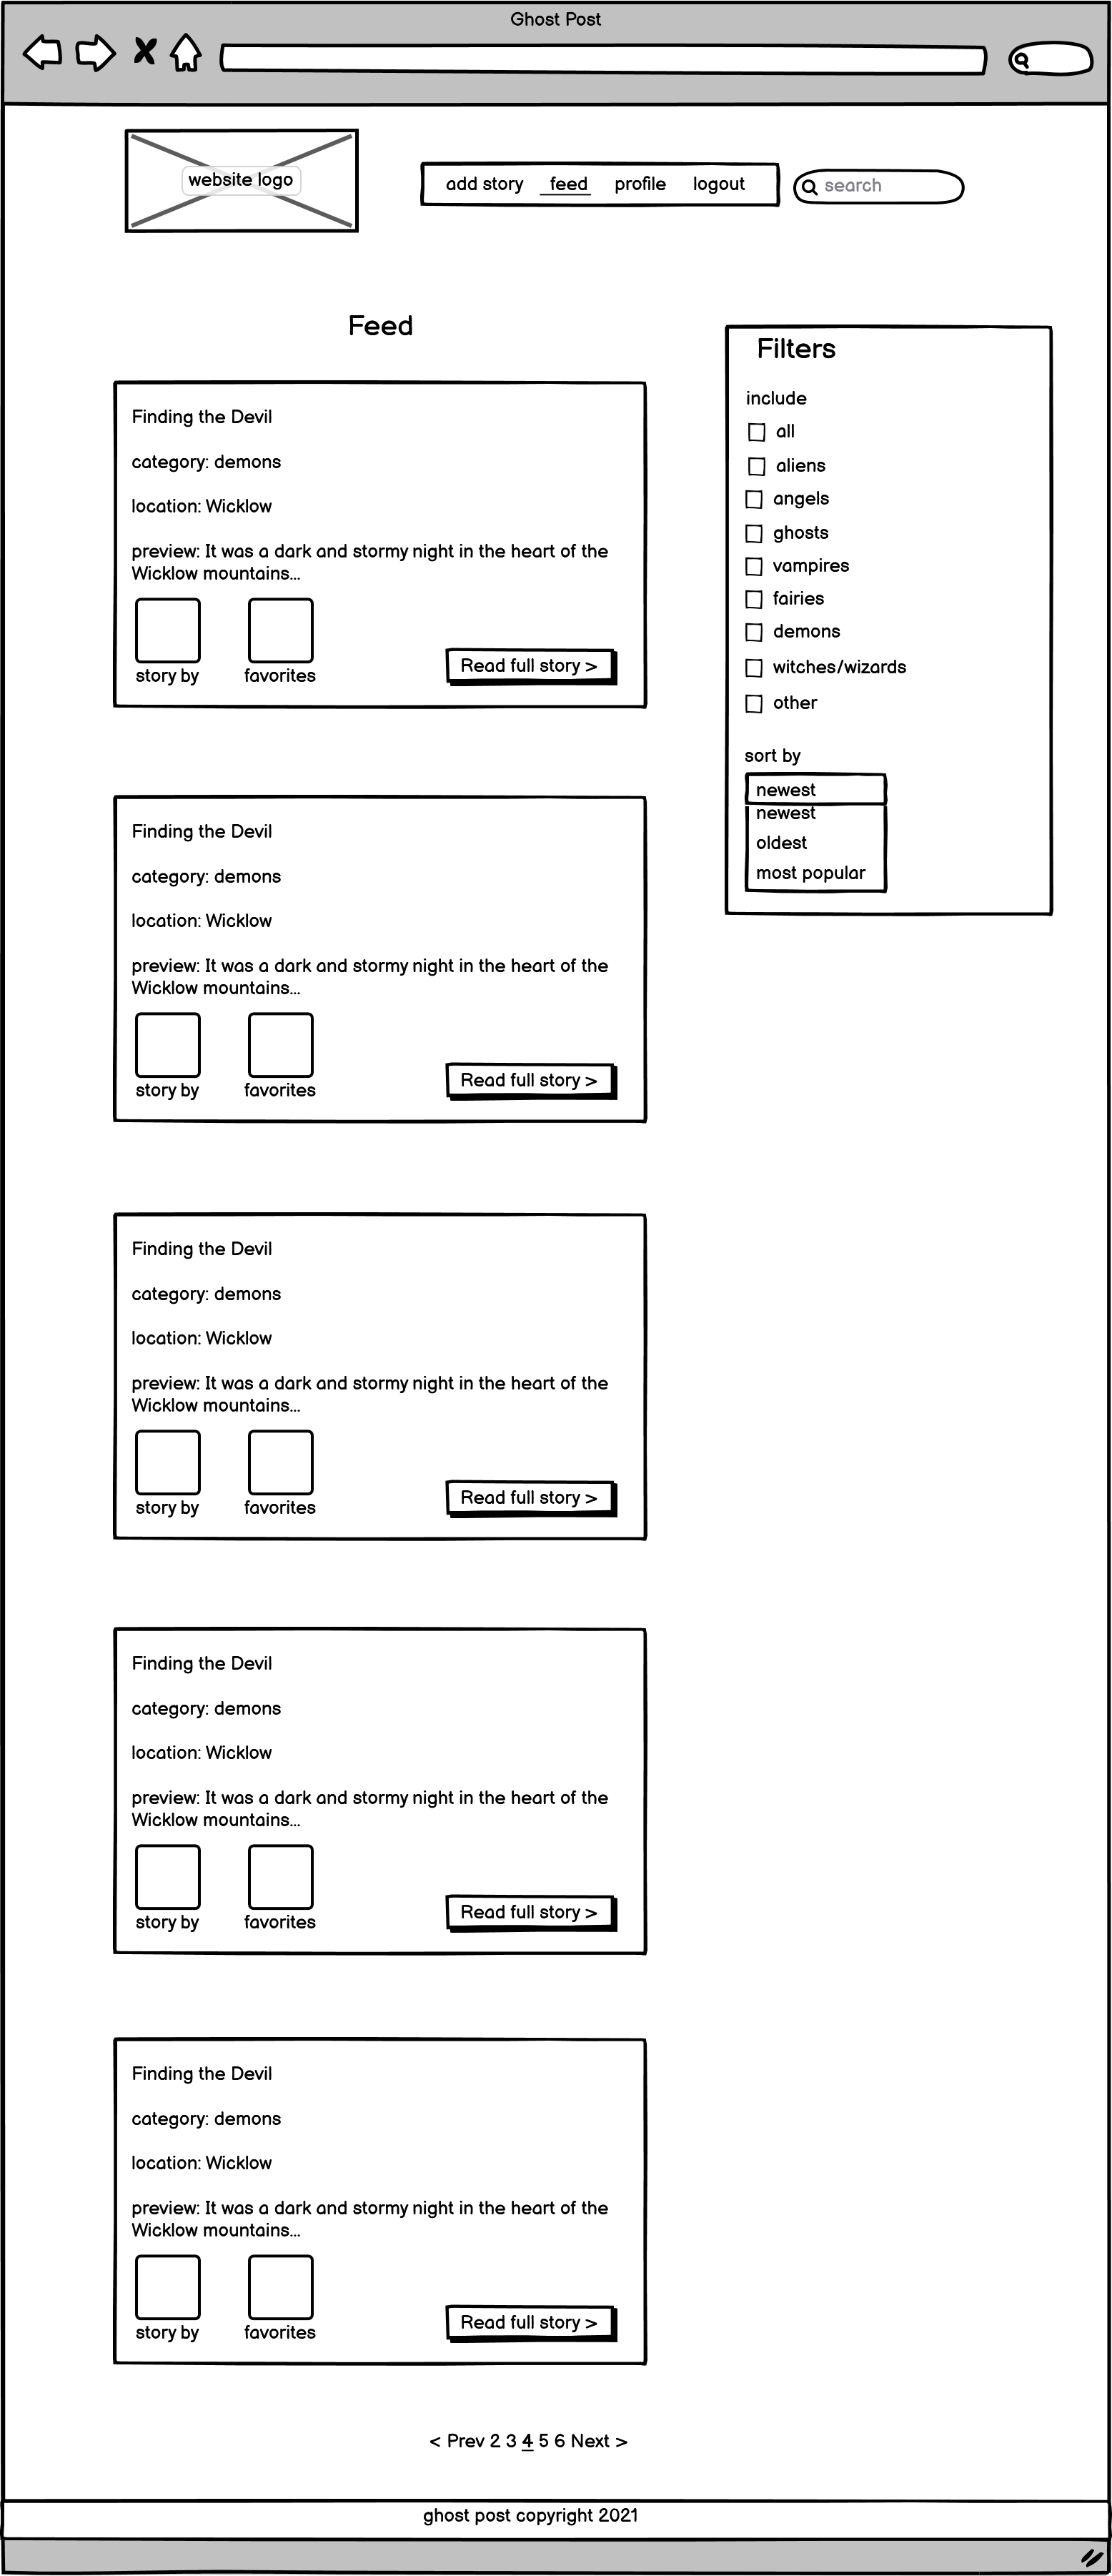 Ghost Post
website logo
add story feed profile logout
search
Feed
Finding the Devil
category: demons
location: Wicklow
preview: It was a dark and stormy night in the heart of the
Wicklow mountains...
story by favorites
Read full story >
Filters
include
all
aliens
angels
ghosts
vampires
fairies
demons
witches/wizards
other
sort by
newest
newest
oldest
most popular
Finding the Devil
category: demons
location: Wicklow
preview: It was a dark and stormy night in the heart of the
Wicklow mountains...
story by favorites
Read full story >
Finding the Devil
category: demons
location: Wicklow
preview: It was a dark and stormy night in the heart of the
Wicklow mountains...
story by favorites
Read full story >
Finding the Devil
category: demons
location: Wicklow
preview: It was a dark and stormy night in the heart of the
Wicklow mountains...
story by favorites
Read full story >
Finding the Devil
category: demons
location: Wicklow
preview: It was a dark and stormy night in the heart of the
Wicklow mountains...
story by favorites
Read full story >
< Prev 2 3 4 5 6 Next >
ghost post copyright 2021